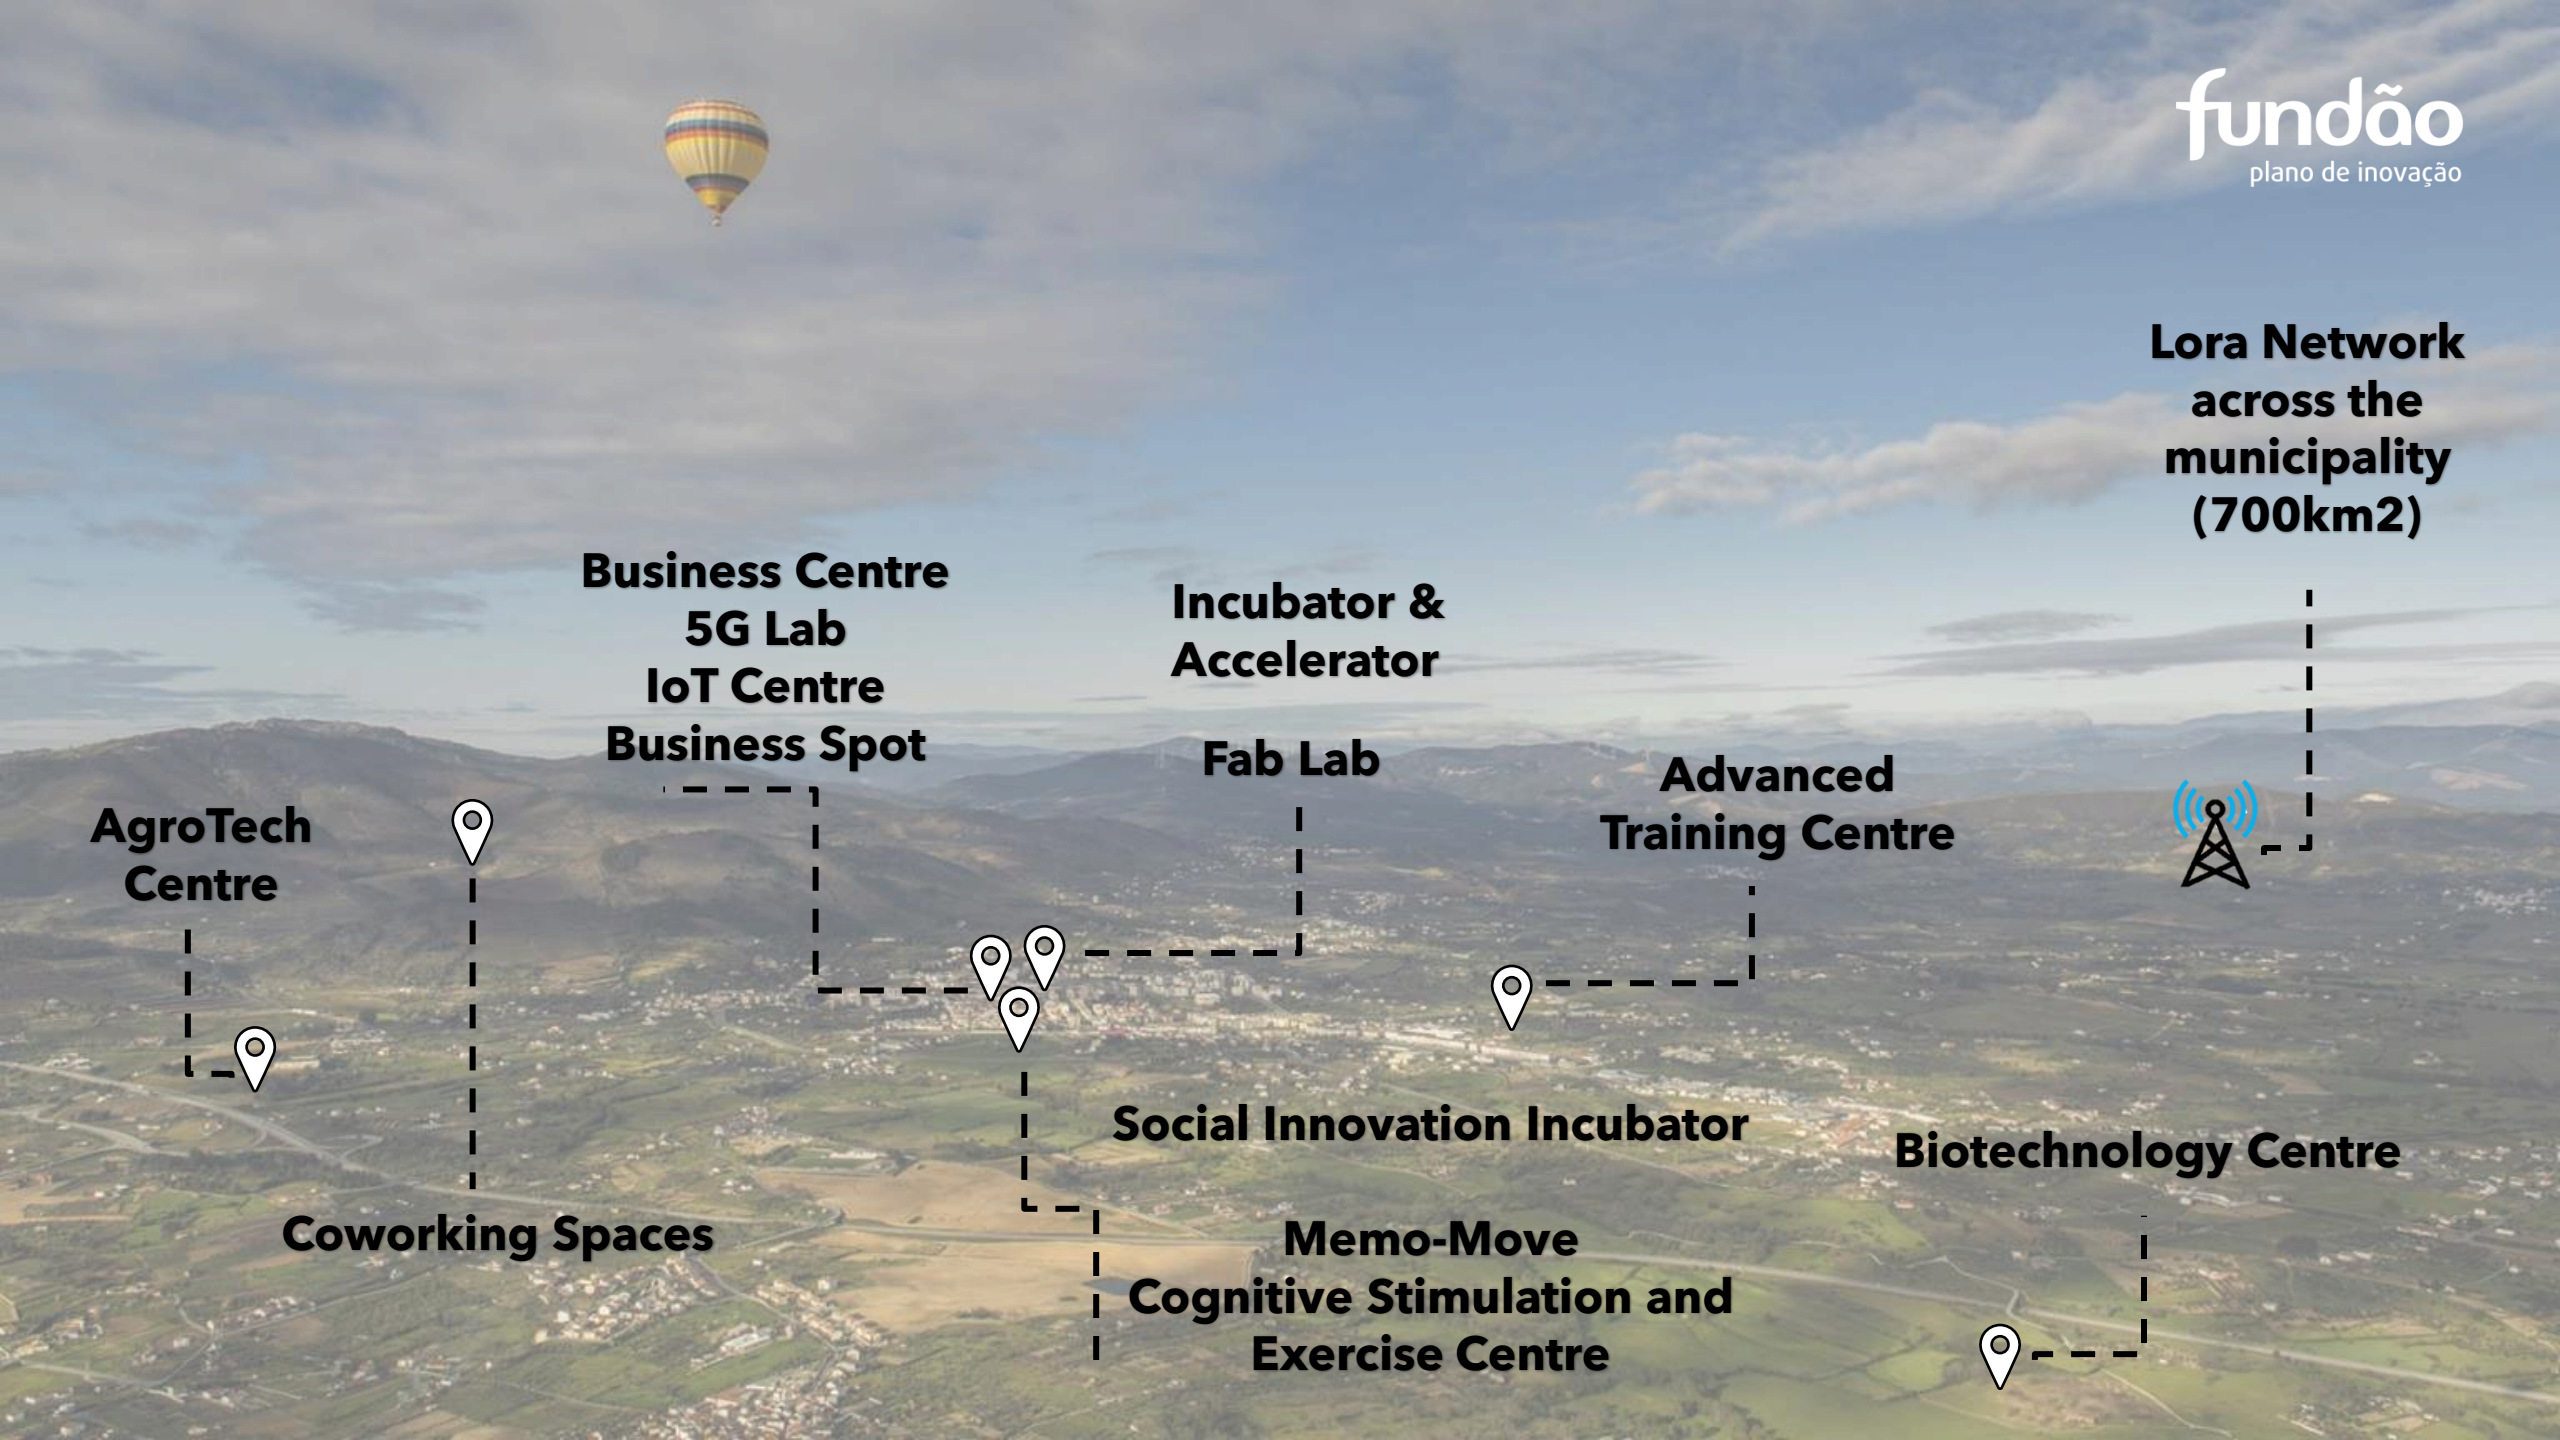 fundão
plano de inovação
Lora Network
across the
municipality
(700km2)
Business Centre
5G Lab
IoT Centre
Business Spot
Incubator &
Accelerator
Fab Lab
Advanced
Training Centre
AgroTech
Centre
Social Innovation Incubator
Biotechnology Centre
Coworking Spaces
Memo-Move
Cognitive Stimulation and
Exercise Centre